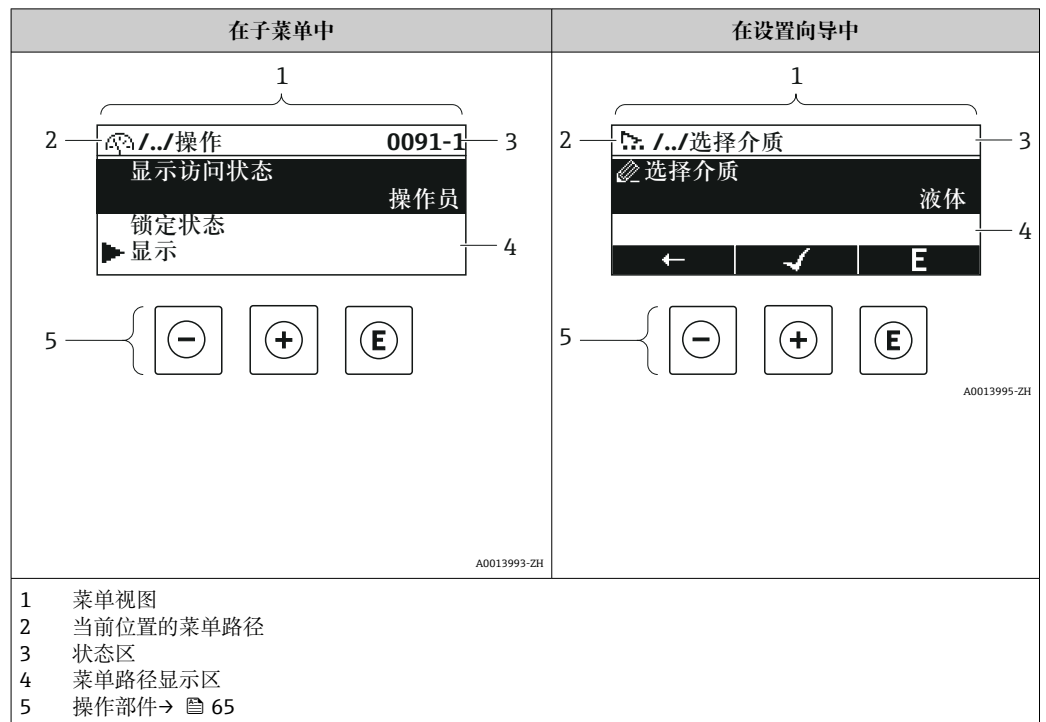 在子菜单中
1
2
/../操作 0091-1
3
显示访问状态
操作员
锁定状态
显示
4
5
- + E
A0013993-ZH
在设置向导中
1
2
/../选择介质
3
选择介质
液体
4
← ✓ E
5
- + E
A0013995-ZH
1 菜单视图
2 当前位置的菜单路径
3 状态区
4 菜单路径显示区
5 操作部件→ 65